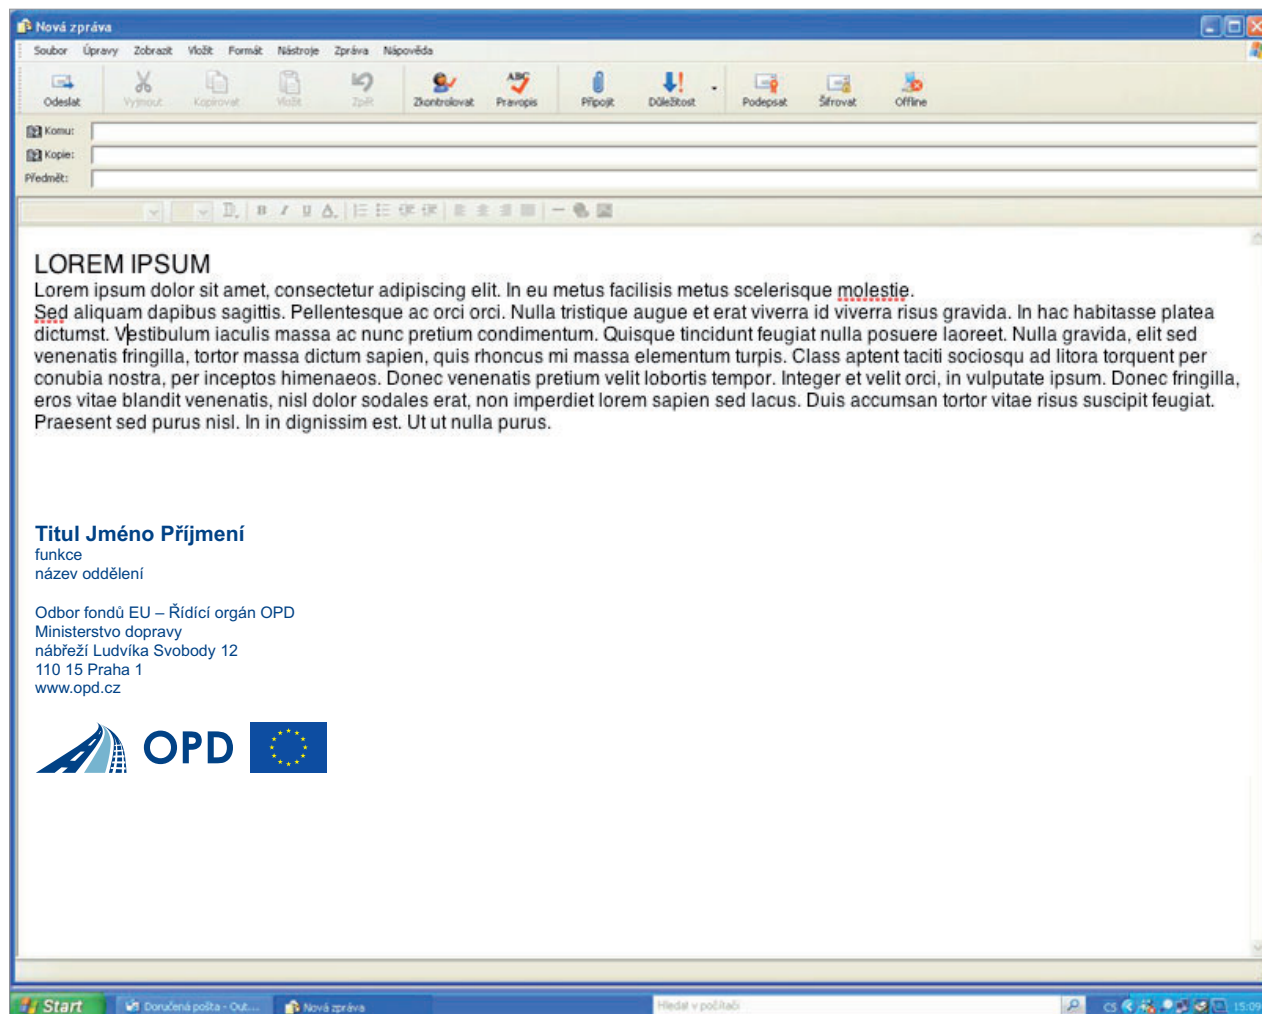 Nová zpráva
Soubor Úpravy Zobrazit Vložit Formát Nástroje Zpráva Nápověda
Odeslat Vyjmout Kopírovat Vložit Zpět Zkontrolovat Pravopis Připojit Důležitost Podepsat Šifrovat Offline
ABC
Komu:
Kopie:
Předmět:
B I U A
LOREM IPSUM
Lorem ipsum dolor sit amet, consectetur adipiscing elit. In eu metus facilisis metus scelerisque molestie.
Sed aliquam dapibus sagittis. Pellentesque ac orci orci. Nulla tristique augue et erat viverra id viverra risus gravida. In hac habitasse platea
dictumst. Vestibulum iaculis massa ac nunc pretium condimentum. Quisque tincidunt feugiat nulla posuere laoreet. Nulla gravida, elit sed
venenatis fringilla, tortor massa dictum sapien, quis rhoncus mi massa elementum turpis. Class aptent taciti sociosqu ad litora torquent per
conubia nostra, per inceptos himenaeos. Donec venenatis pretium velit lobortis tempor. Integer et velit orci, in vulputate ipsum. Donec fringilla,
eros vitae blandit venenatis, nisl dolor sodales erat, non imperdiet lorem sapien sed lacus. Duis accumsan tortor vitae risus suscipit feugiat.
Praesent sed purus nisl. In in dignissim est. Ut ut nulla purus.
Titul Jméno Příjmení
funkce
název oddělení
Odbor fondů EU – Řídící orgán OPD
Ministerstvo dopravy
nábřeží Ludvíka Svobody 12
110 15 Praha 1
www.opd.cz
OPD
Start Doručená pošta - Out... Nová zpráva Hledat v počítači CS 15:09